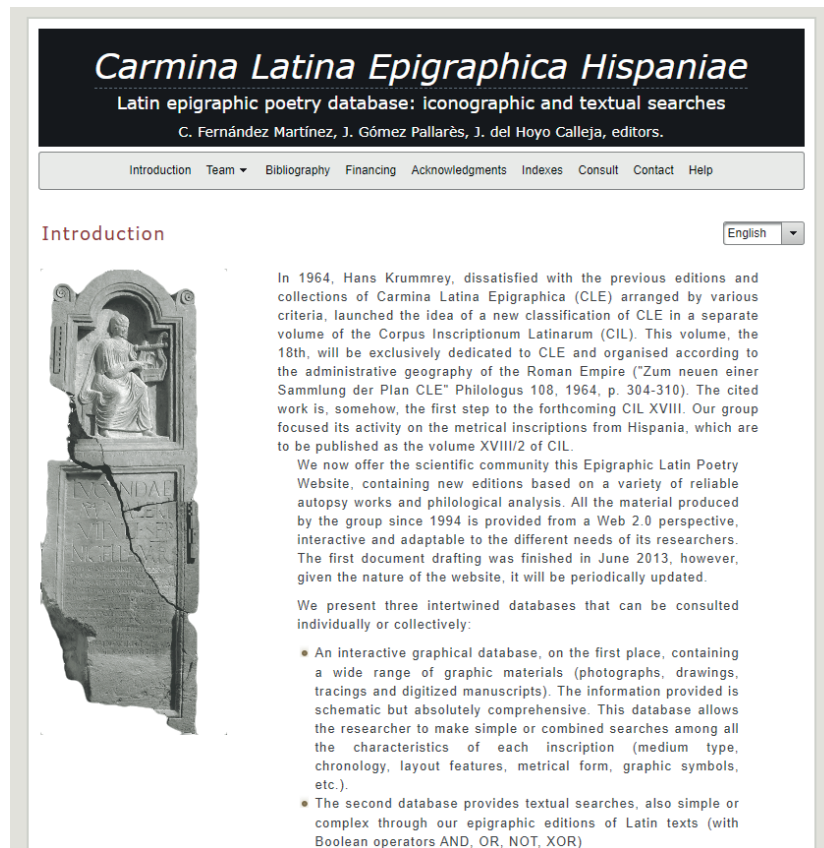 Carmina Latina Epigraphica Hispaniae
Latin epigraphic poetry database: iconographic and textual searches
C. Fernández Martínez, J. Gómez Pallarès, J. del Hoyo Calleja, editors.
Introduction Team Bibliography Financing Acknowledgments Indexes Consult Contact Help
Introduction
English
In 1964, Hans Krummrey, dissatisfied with the previous editions and
collections of Carmina Latina Epigraphica (CLE) arranged by various
criteria, launched the idea of a new classification of CLE in a separate
volume of the Corpus Inscriptionum Latinarum (CIL). This volume, the
18th, will be exclusively dedicated to CLE and organised according to
the administrative geography of the Roman Empire ("Zum neuen einer
Sammlung der Plan CLE" Philologus 108, 1964, p. 304-310). The cited
work is, somehow, the first step to the forthcoming CIL XVIII. Our group
focused its activity on the metrical inscriptions from Hispania, which are
to be published as the volume XVIII/2 of CIL.
We now offer the scientific community this Epigraphic Latin Poetry
Website, containing new editions based on a variety of reliable
autopsy works and philological analysis. All the material produced
by the group since 1994 is provided from a Web 2.0 perspective,
interactive and adaptable to the different needs of its researchers.
The first document drafting was finished in June 2013, however,
given the nature of the website, it will be periodically updated.
We present three intertwined databases that can be consulted
individually or collectively:
An interactive graphical database, on the first place, containing
a wide range of graphic materials (photographs, drawings,
tracings and digitized manuscripts). The information provided is
schematic but absolutely comprehensive. This database allows
the researcher to make simple or combined searches among all
the characteristics of each inscription (medium type,
chronology, layout features, metrical form, graphic symbols,
etc.).
The second database provides textual searches, also simple or
complex through our epigraphic editions of Latin texts (with
Boolean operators AND, OR, NOT, XOR)